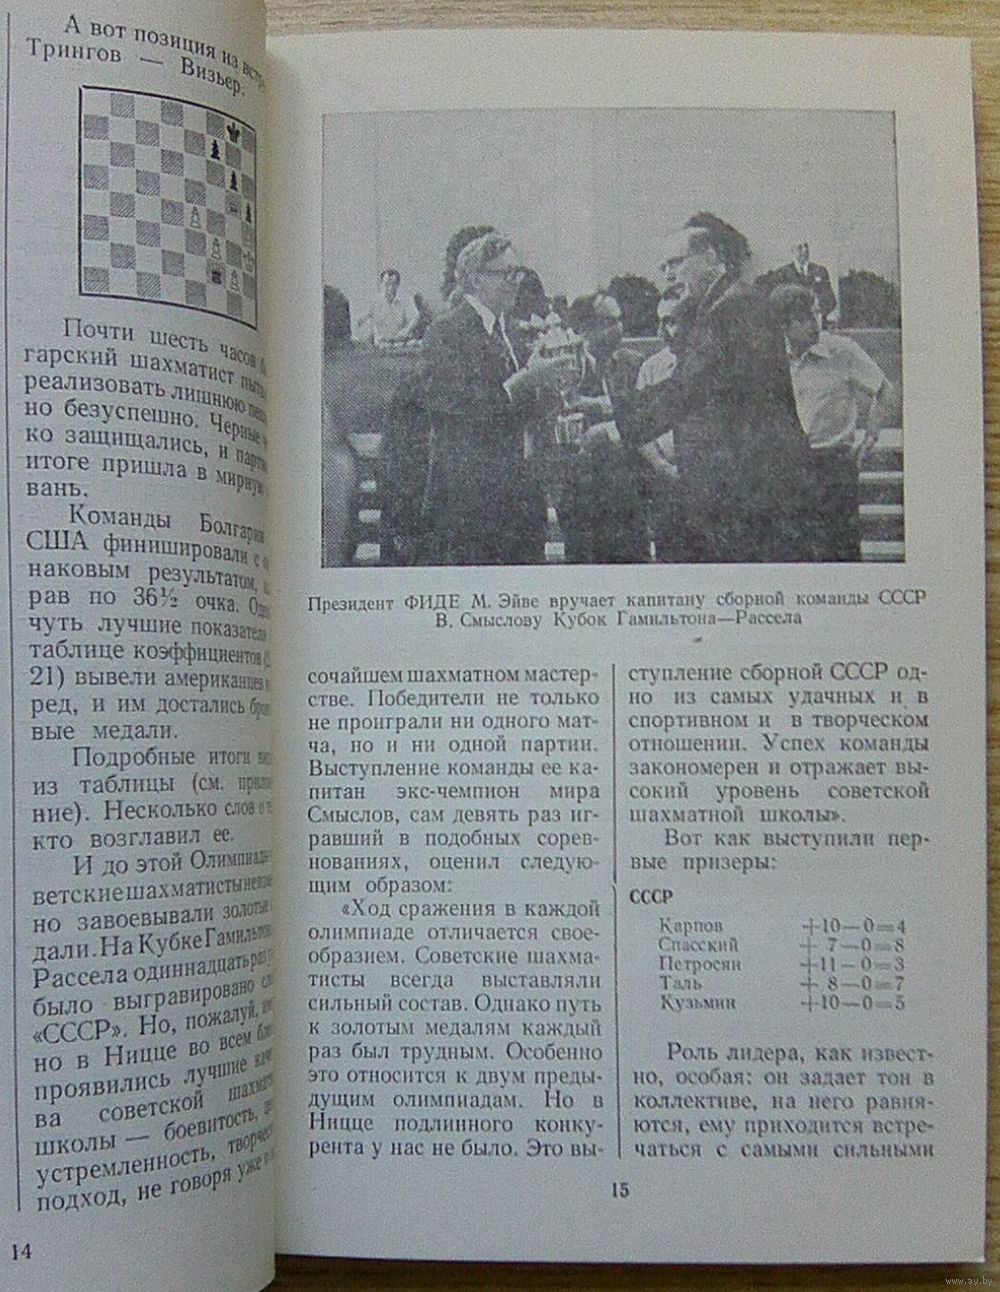 А вот позиция из
Трингов — Визьер.
Почти шесть часов
гарский шахматист
реализовать лишнюю
но безуспешно. Черные
ко защищались, и
итоге пришла в мирную
вань.
Команды Болгарии
США финишировали с
наковым результатом,
рав по 36½ очка.
чуть лучшие показатели
таблице коэффициентов
21) вывели американцев
ред, и им достались
вые медали.
Подробные итоги
из таблицы (см.
ние). Несколько слов о
кто возглавил ее.
И до этой Олимпиады
ветские шахматисты
но завоевывали золотые
дали. На Кубке Гамильтона
Рассела одиннадцать раз
было выгравировано
«СССР». Но, пожалуй,
но в Ницце во всем
проявились лучшие
ва советской
школы — боевитость,
устремленность,
подход, не говоря уже
14
Президент ФИДЕ М. Эйве вручает капитану сборной команды СССР
В. Смыслову Кубок Гамильтона—Рассела
сочайшем шахматном мастер-
стве. Победители не только
не проиграли ни одного мат-
ча, но и ни одной партии.
Выступление команды ее ка-
питан экс-чемпион мира
Смыслов, сам девять раз иг-
равший в подобных сорев-
нованиях, оценил следую-
щим образом:
«Ход сражения в каждой
олимпиаде отличается свое-
образием. Советские шахма-
тисты всегда выставляли
сильный состав. Однако путь
к золотым медалям каждый
раз был трудным. Особенно
это относится к двум преды-
дущим олимпиадам. Но в
Ницце подлинного конку-
рента у нас не было. Это вы-
ступление сборной СССР од-
но из самых удачных и в
спортивном и в творческом
отношении. Успех команды
закономерен и отражает вы-
сокий уровень советской
шахматной школы».
Вот как выступили пер-
вые призеры:
СССР
Карпов +10—0=4
Спасский + 7—0=8
Петросян +11—0=3
Таль + 8—0=7
Кузьмин +10—0=5
Роль лидера, как извест-
но, особая: он задает тон в
коллективе, на него равня-
ются, ему приходится встре-
чаться с самыми сильными
15
www.ay.by